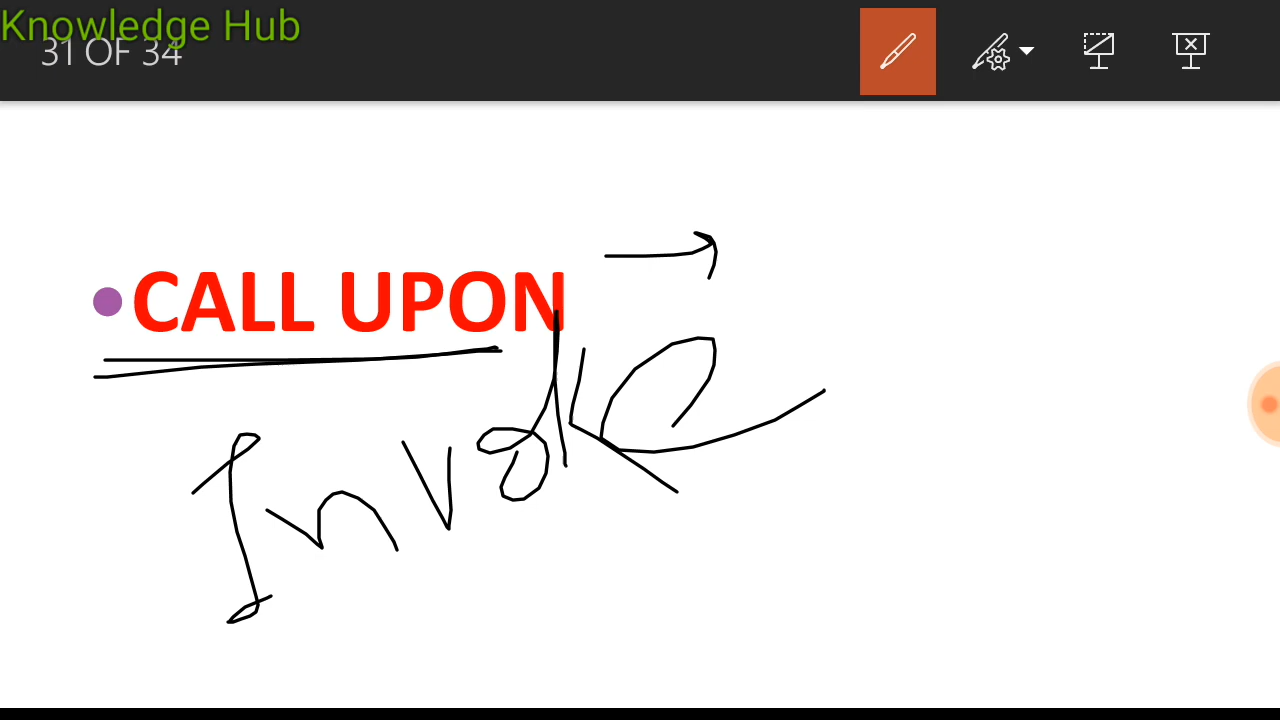 Knowledge Hub
31 OF 34
•CALL UPON
Invoke